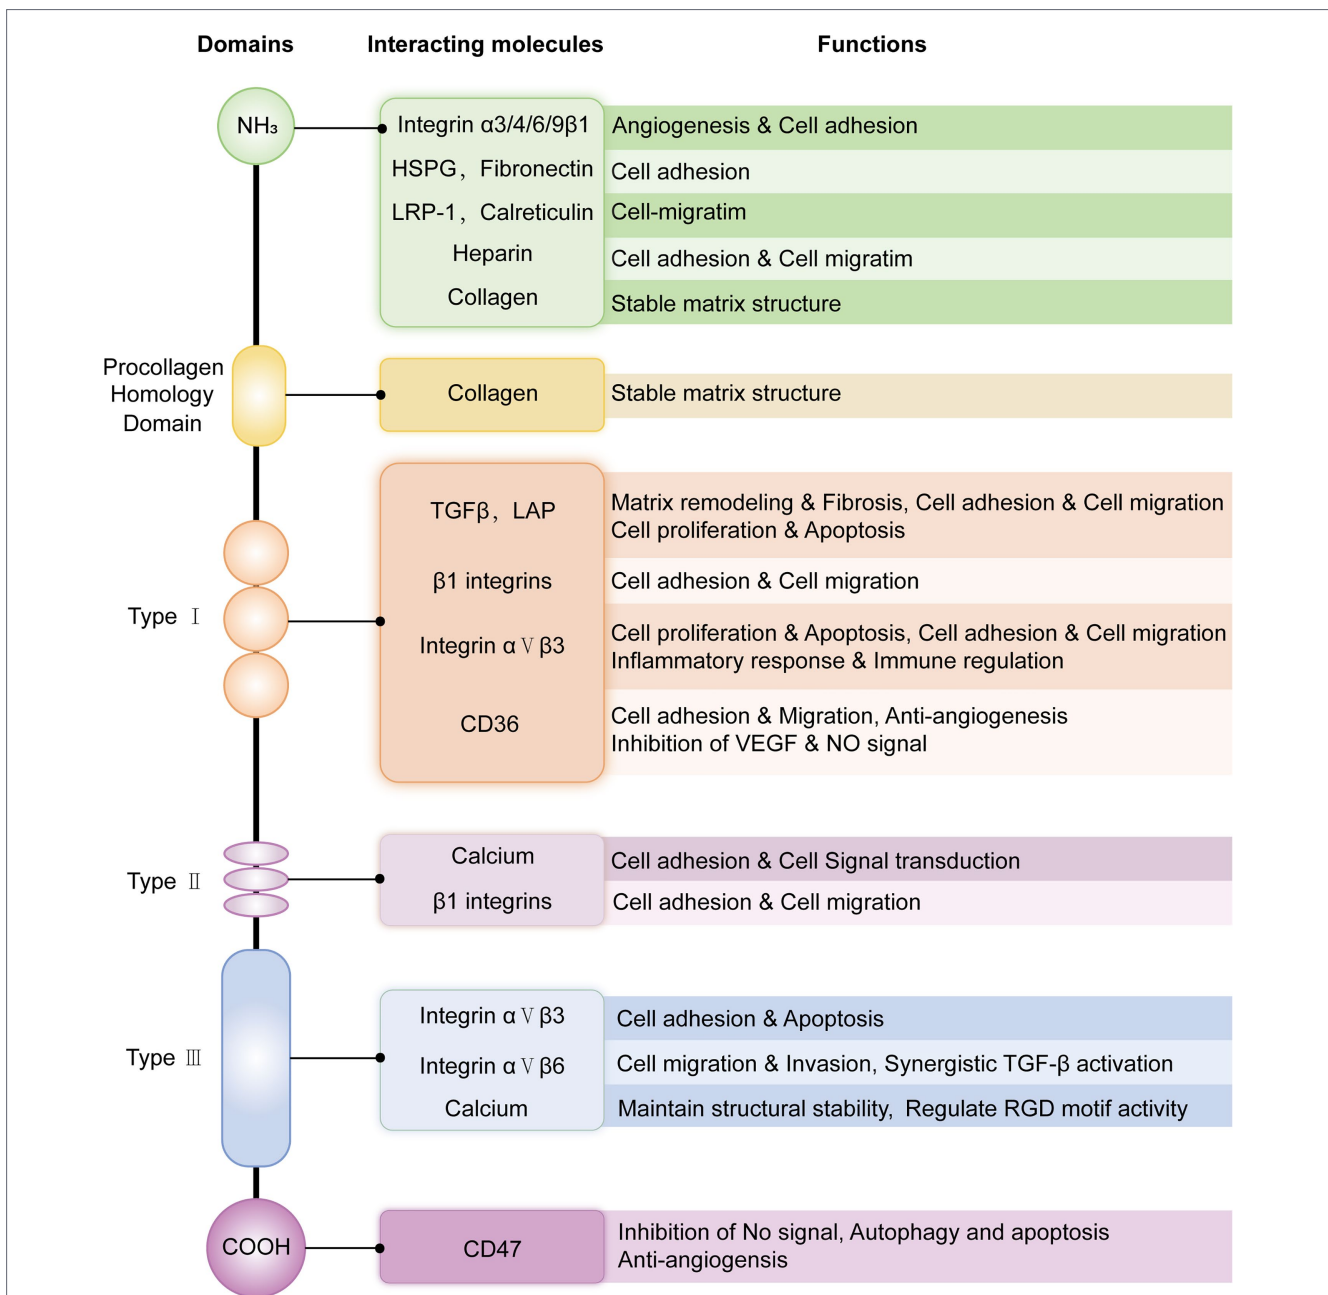 Domains Interacting molecules Functions
NH₃
Integrin α3/4/6/9β1 Angiogenesis & Cell adhesion
HSPG, Fibronectin Cell adhesion
LRP-1, Calreticulin Cell-migratim
Heparin Cell adhesion & Cell migratim
Collagen Stable matrix structure
Procollagen
Homology
Domain
Collagen Stable matrix structure
Type Ⅰ
TGFβ, LAP
Matrix remodeling & Fibrosis, Cell adhesion & Cell migration
Cell proliferation & Apoptosis
β1 integrins Cell adhesion & Cell migration
Integrin αⅤβ3
Cell proliferation & Apoptosis, Cell adhesion & Cell migration
Inflammatory response & Immune regulation
CD36
Cell adhesion & Migration, Anti-angiogenesis
Inhibition of VEGF & NO signal
Type Ⅱ
Calcium Cell adhesion & Cell Signal transduction
β1 integrins Cell adhesion & Cell migration
Type Ⅲ
Integrin αⅤβ3 Cell adhesion & Apoptosis
Integrin αⅤβ6 Cell migration & Invasion, Synergistic TGF-β activation
Calcium Maintain structural stability, Regulate RGD motif activity
COOH
CD47
Inhibition of No signal, Autophagy and apoptosis
Anti-angiogensis